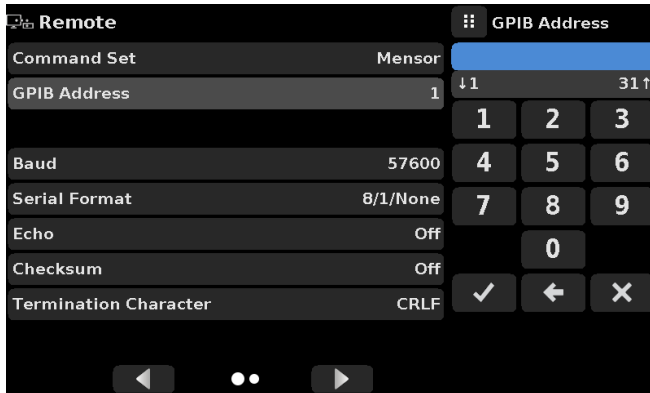 Remote
Command Set Mensor
GPIB Address 1
Baud 57600
Serial Format 8/1/None
Echo Off
Checksum Off
Termination Character CRLF
GPIB Address
↓1 31↑
1 2 3
4 5 6
7 8 9
0